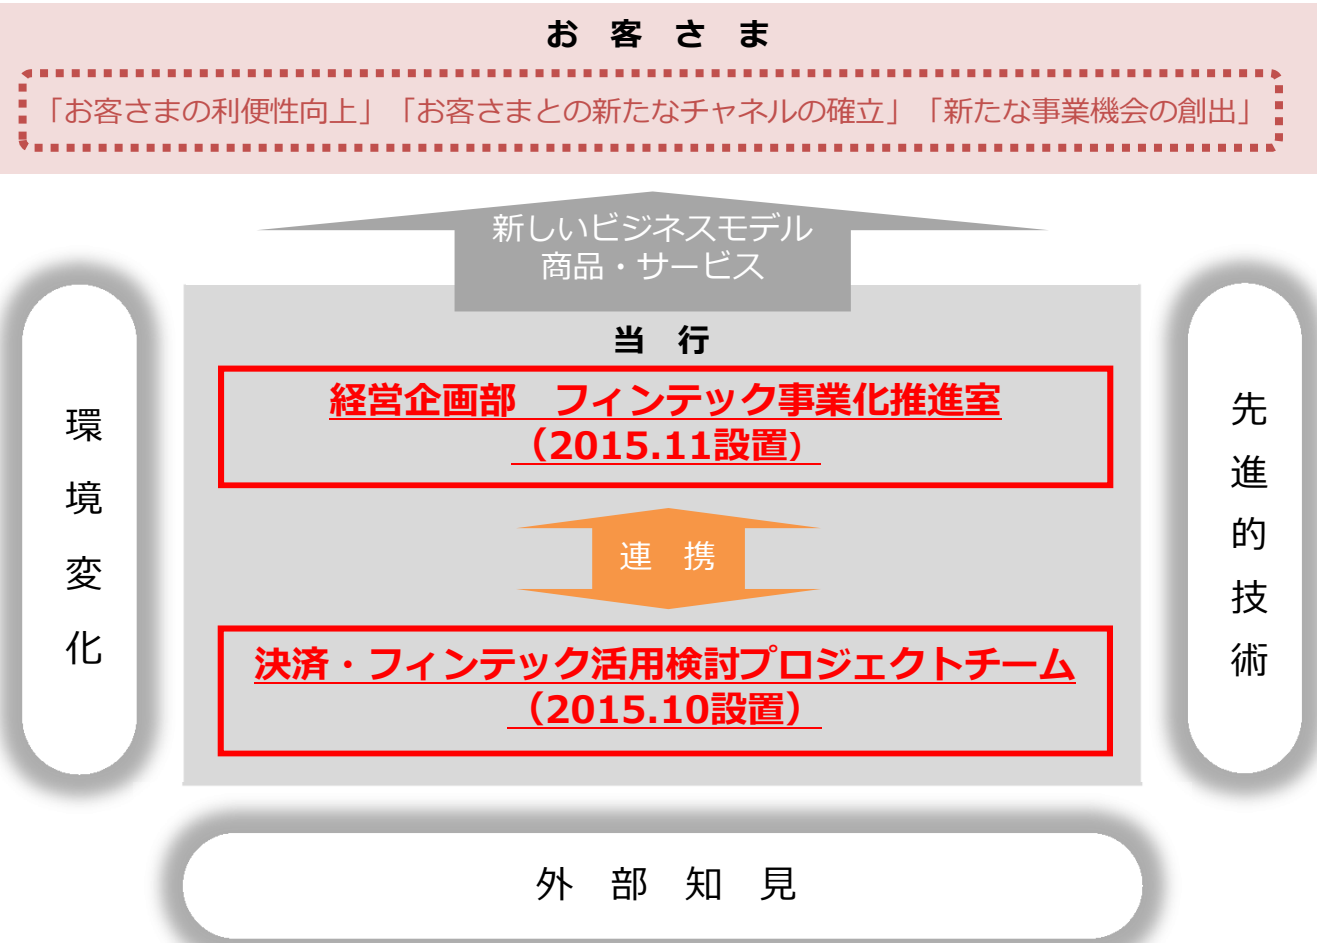 お 客 さ ま
「お客さまの利便性向上」「お客さまとの新たなチャネルの確立」「新たな事業機会の創出」
新しいビジネスモデル
商品・サービス
当 行
経営企画部　フィンテック事業化推進室
（2015.11設置)
連 携
決済・フィンテック活用検討プロジェクトチーム
（2015.10設置）
環境変化
先進的技術
外 部 知 見